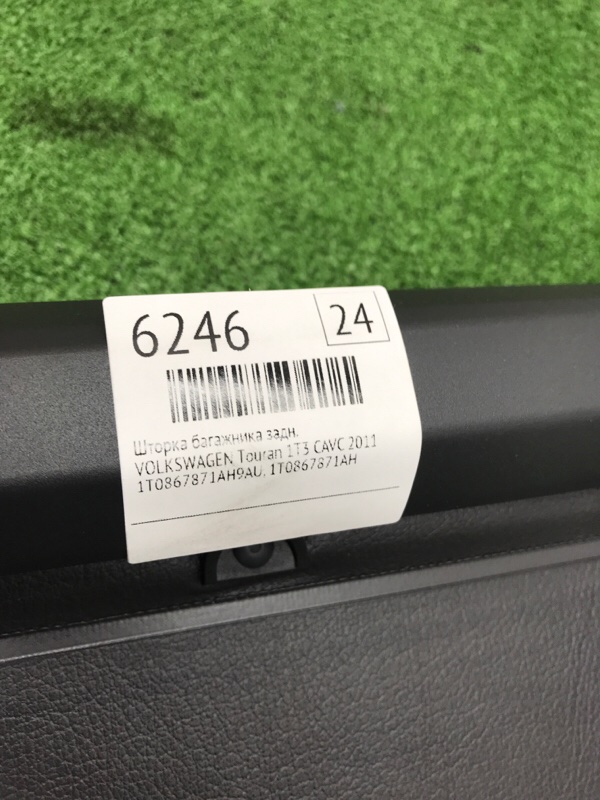 6246
24
Шторка багажника задн.
VOLKSWAGEN Touran 1T3 CAVC 2011
1T0867871AH9AU, 1T0867871AH